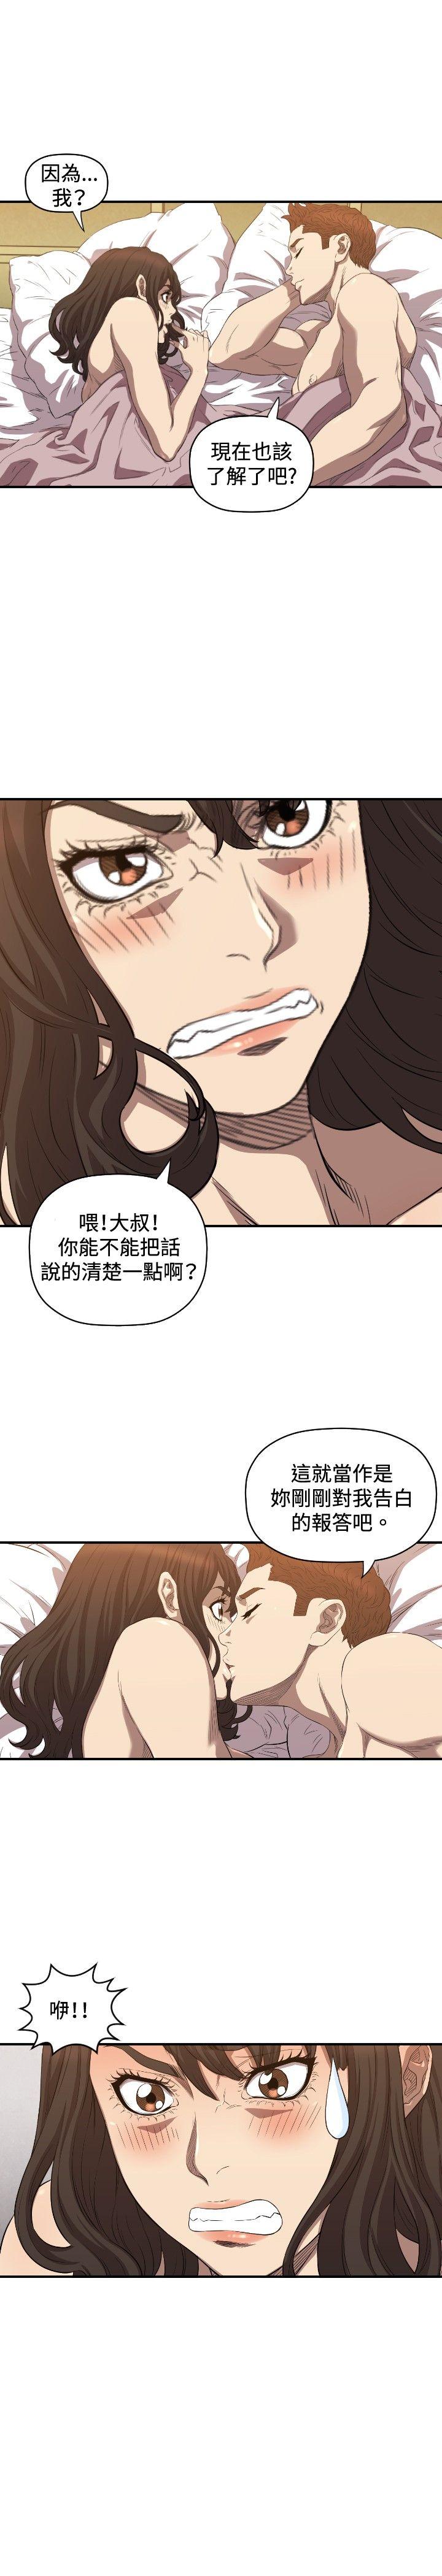 因為...
我？
現在也該
了解了吧?
喂！大叔！
你能不能把話
說的清楚一點啊？
這就當作是
妳剛剛對我告白
的報答吧。
咿！！